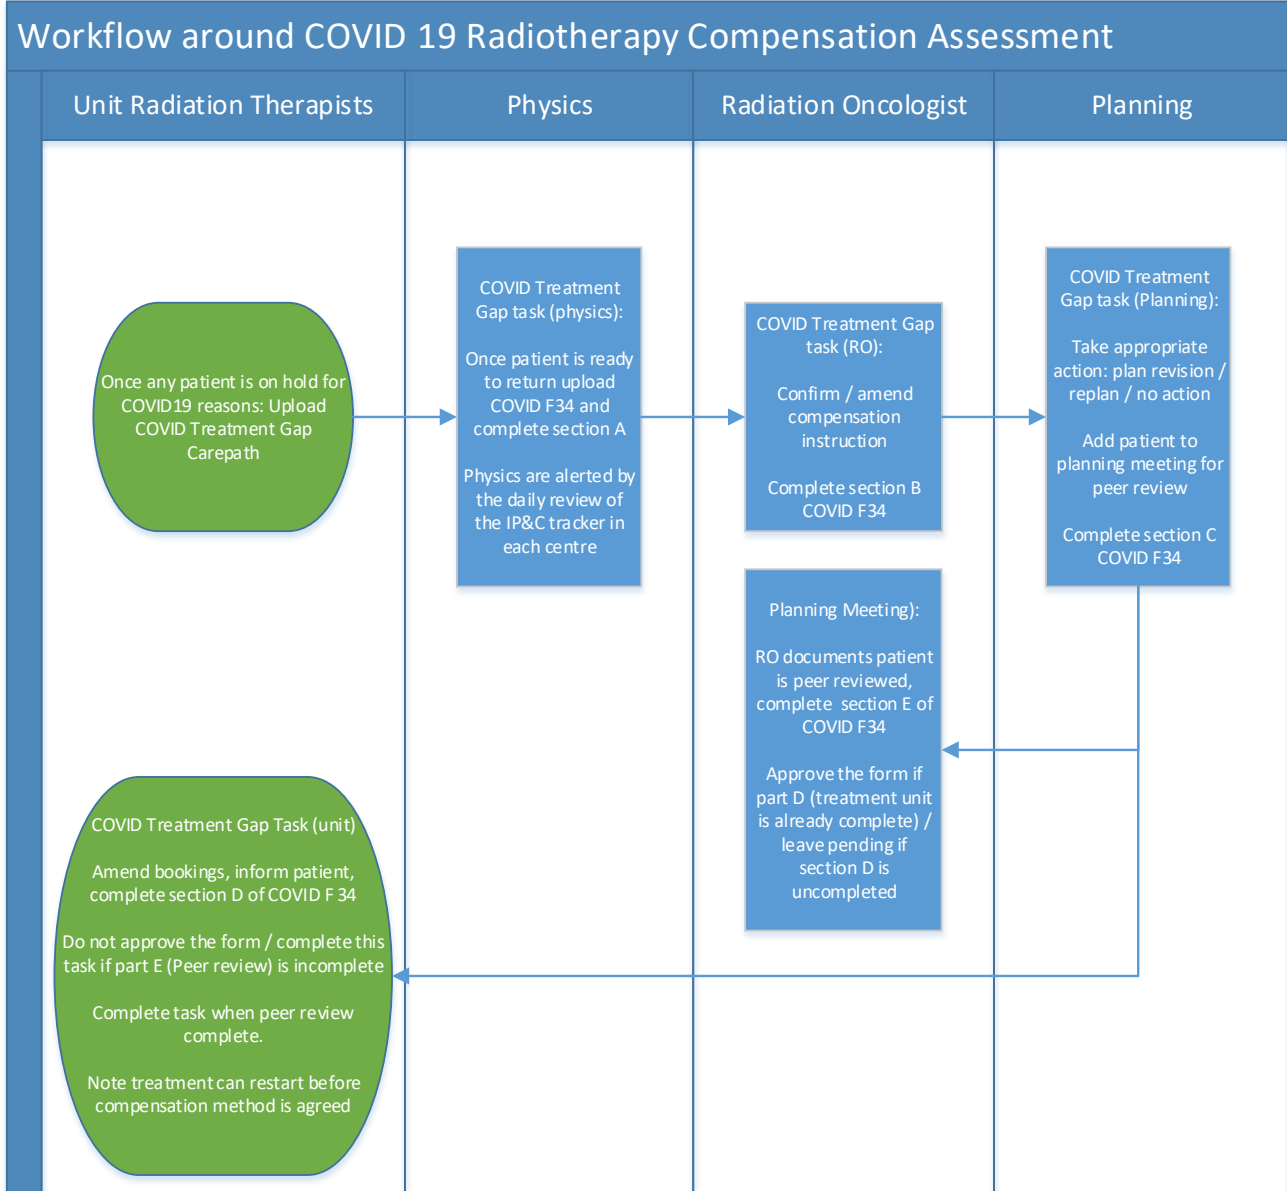 Workflow around COVID 19 Radiotherapy Compensation Assessment
Unit Radiation Therapists
Physics
Radiation Oncologist
Planning
Once any patient is on hold for
COVID19 reasons: Upload
COVID Treatment Gap
Carepath
COVID Treatment
Gap task (physics):
Once patient is ready
to return upload
COVID F34 and
complete section A
Physics are alerted by
the daily review of
the IP&C tracker in
each centre
COVID Treatment Gap
task (RO):
Confirm / amend
compensation
instruction
Complete section B
COVID F34
COVID Treatment
Gap task (Planning):
Take appropriate
action: plan revision /
replan / no action
Add patient to
planning meeting for
peer review
Complete section C
COVID F34
Planning Meeting):
RO documents patient
is peer reviewed,
complete section E of
COVID F34
Approve the form if
part D (treatment unit
is already complete) /
leave pending if
section D is
uncompleted
COVID Treatment Gap Task (unit)
Amend bookings, inform patient,
complete section D of COVID F 34
Do not approve the form / complete this
task if part E (Peer review) is incomplete
Complete task when peer review
complete.
Note treatment can restart before
compensation method is agreed